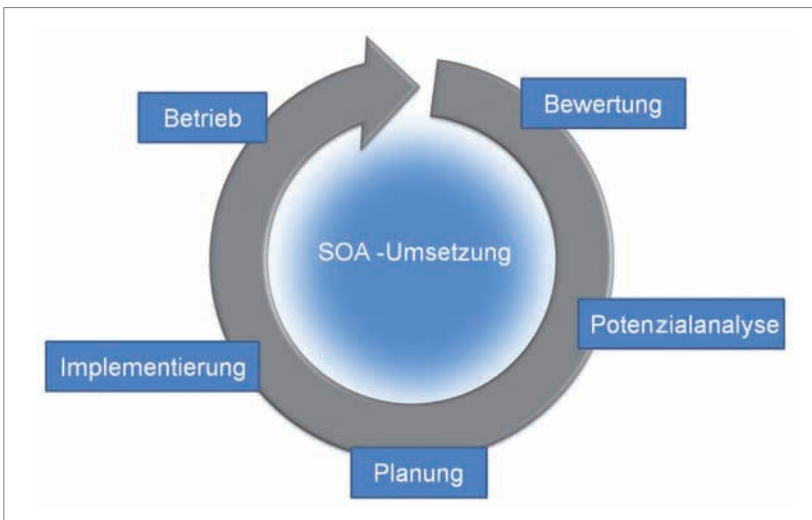 Betrieb
Bewertung
SOA -Umsetzung
Potenzialanalyse
Implementierung
Planung